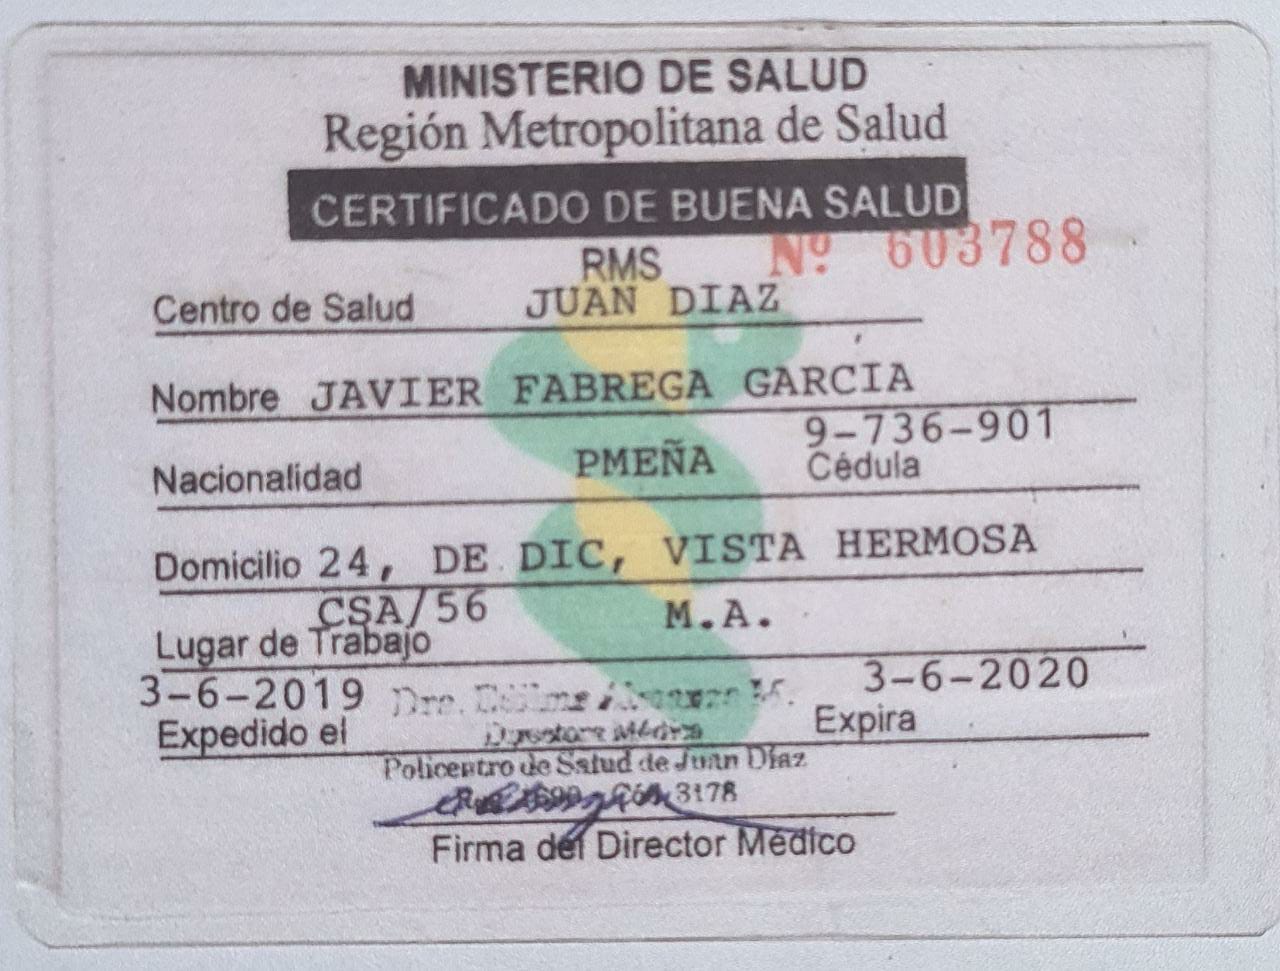 MINISTERIO DE SALUD
Región Metropolitana de Salud
CERTIFICADO DE BUENA SALUD
RMS Nº 603788
Centro de Salud JUAN DIAZ
Nombre JAVIER FABREGA GARCIA
9-736-901
Nacionalidad PMEÑA Cédula
Domicilio 24, DE DIC, VISTA HERMOSA
CSA/56 M.A.
Lugar de Trabajo
3-6-2019 Dra. M. 3-6-2020
Expedido el Directora Médica Expira
Policentro de Salud de Juan Díaz
3178
Firma del Director Médico